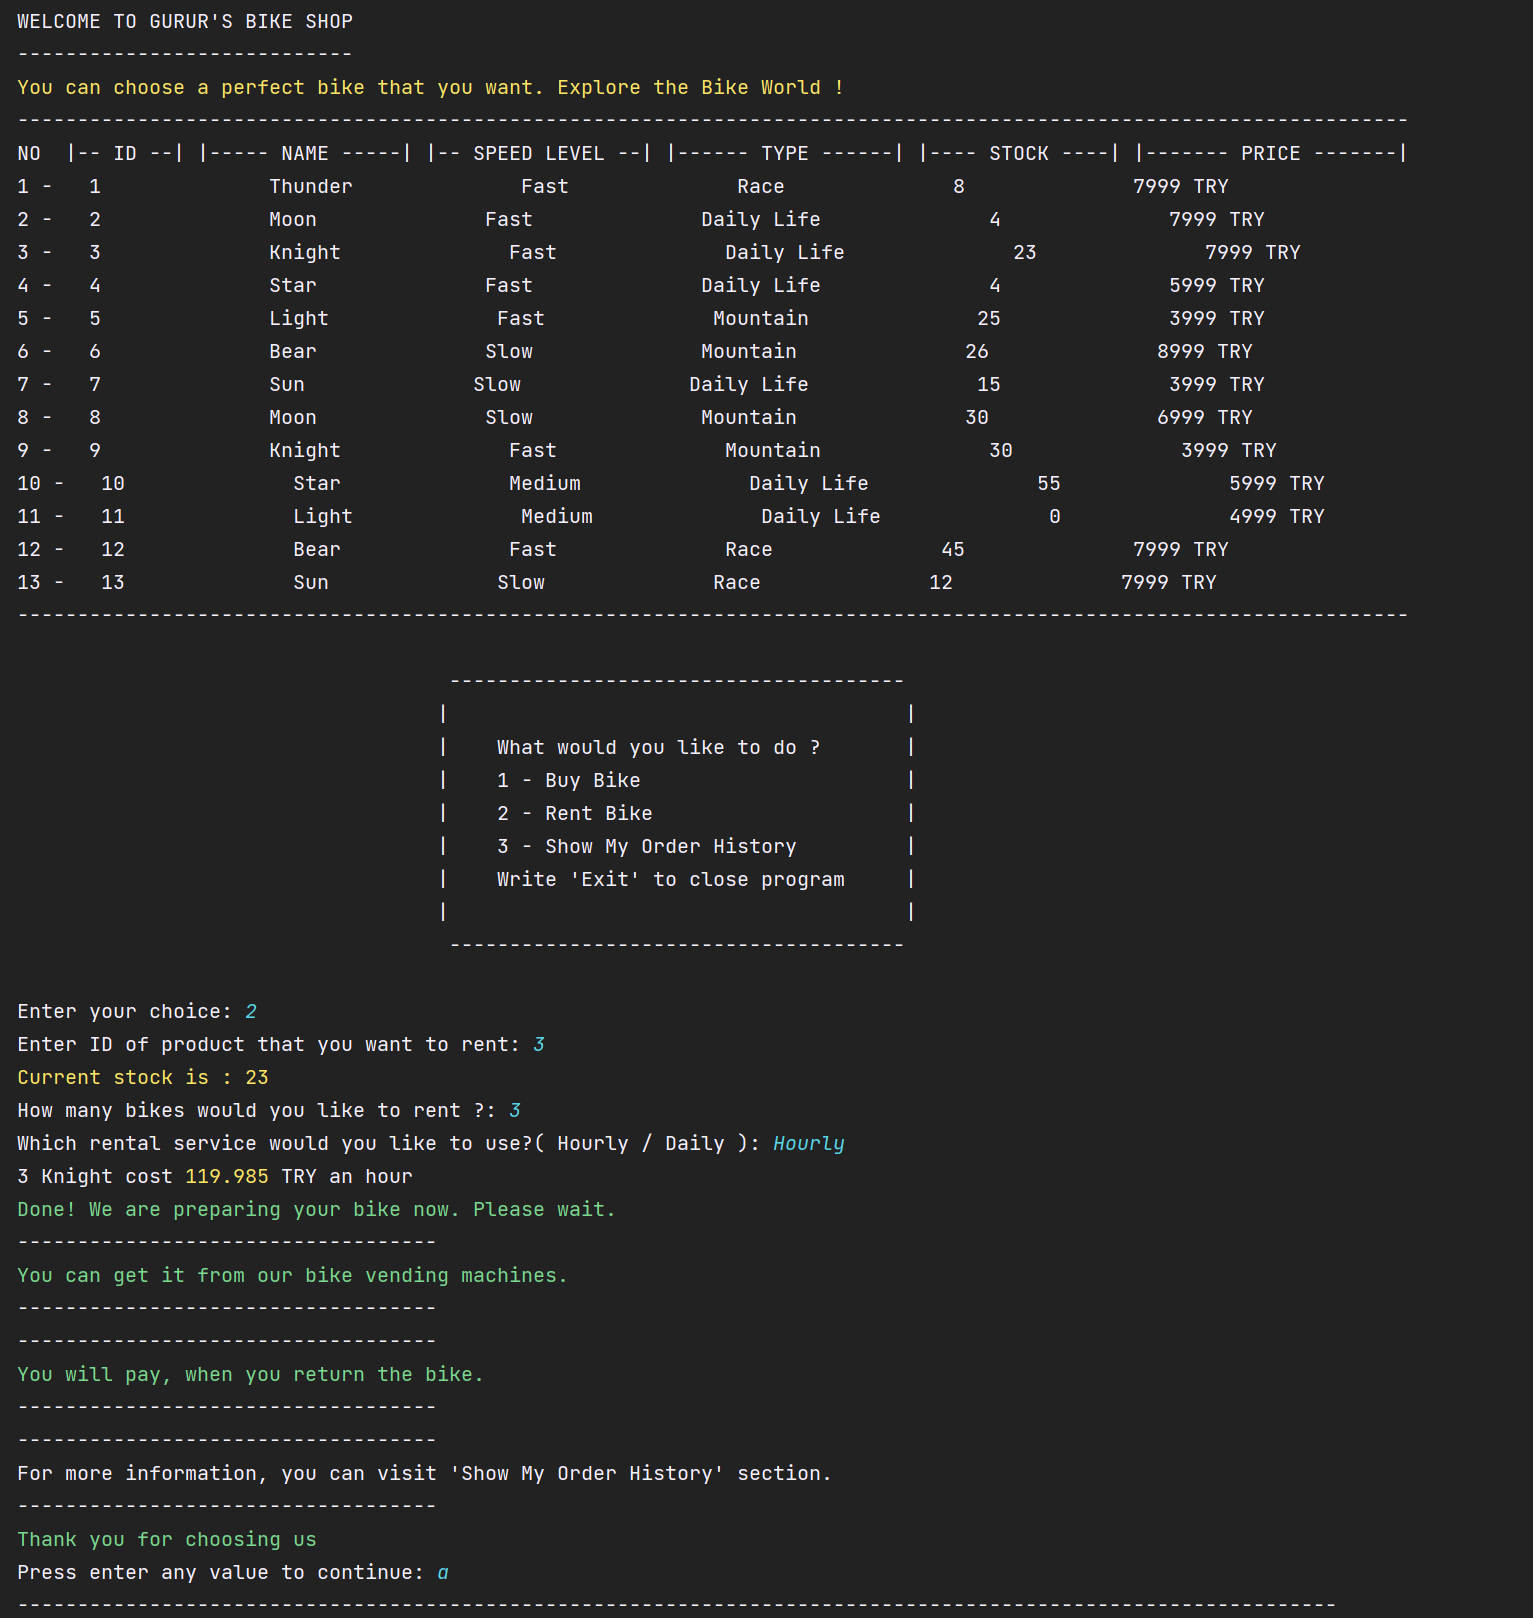 WELCOME TO GURUR'S BIKE SHOP
----------------------------
You can choose a perfect bike that you want. Explore the Bike World !
--------------------------------------------------------------------------------------------------------------------
NO  |-- ID --| |----- NAME -----| |-- SPEED LEVEL --| |------ TYPE ------| |---- STOCK ----| |------- PRICE -------|
1 -   1              Thunder              Fast              Race              8              7999 TRY
2 -   2              Moon              Fast              Daily Life              4              7999 TRY
3 -   3              Knight              Fast              Daily Life              23              7999 TRY
4 -   4              Star              Fast              Daily Life              4              5999 TRY
5 -   5              Light              Fast              Mountain              25              3999 TRY
6 -   6              Bear              Slow              Mountain              26              8999 TRY
7 -   7              Sun              Slow              Daily Life              15              3999 TRY
8 -   8              Moon              Slow              Mountain              30              6999 TRY
9 -   9              Knight              Fast              Mountain              30              3999 TRY
10 -   10              Star              Medium              Daily Life              55              5999 TRY
11 -   11              Light              Medium              Daily Life              0              4999 TRY
12 -   12              Bear              Fast              Race              45              7999 TRY
13 -   13              Sun              Slow              Race              12              7999 TRY
--------------------------------------------------------------------------------------------------------------------
--------------------------------------
|                                      |
|    What would you like to do ?       |
|    1 - Buy Bike                      |
|    2 - Rent Bike                     |
|    3 - Show My Order History         |
|    Write 'Exit' to close program     |
|                                      |
--------------------------------------
Enter your choice: 2
Enter ID of product that you want to rent: 3
Current stock is : 23
How many bikes would you like to rent ?: 3
Which rental service would you like to use?( Hourly / Daily ): Hourly
3 Knight cost 119.985 TRY an hour
Done! We are preparing your bike now. Please wait.
-----------------------------------
You can get it from our bike vending machines.
-----------------------------------
-----------------------------------
You will pay, when you return the bike.
-----------------------------------
-----------------------------------
For more information, you can visit 'Show My Order History' section.
-----------------------------------
Thank you for choosing us
Press enter any value to continue: a
--------------------------------------------------------------------------------------------------------------